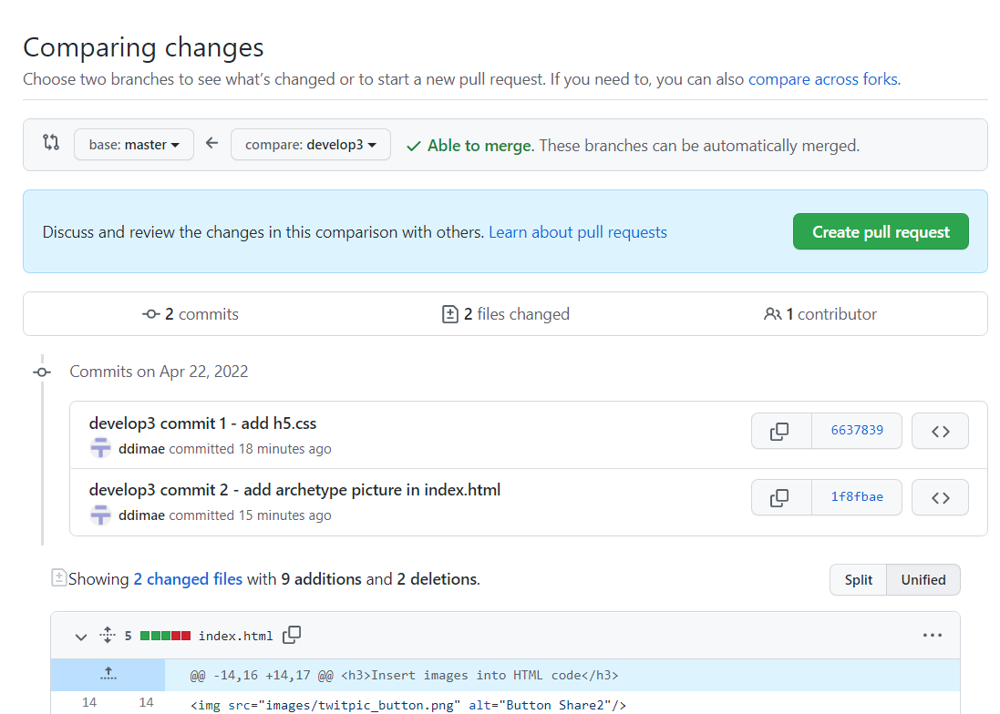 Comparing changes
Choose two branches to see what's changed or to start a new pull request. If you need to, you can also compare across forks.
base: master compare: develop3 Able to merge. These branches can be automatically merged.
Discuss and review the changes in this comparison with others. Learn about pull requests Create pull request
2 commits 2 files changed 1 contributor
Commits on Apr 22, 2022
develop3 commit 1 - add h5.css 6637839
ddimae committed 18 minutes ago
develop3 commit 2 - add archetype picture in index.html 1f8fbae
ddimae committed 15 minutes ago
Showing 2 changed files with 9 additions and 2 deletions. Split Unified
5 index.html
@@ -14,16 +14,17 @@ <h3>Insert images into HTML code</h3>
14 14 <img src="images/twitpic_button.png" alt="Button Share2"/>